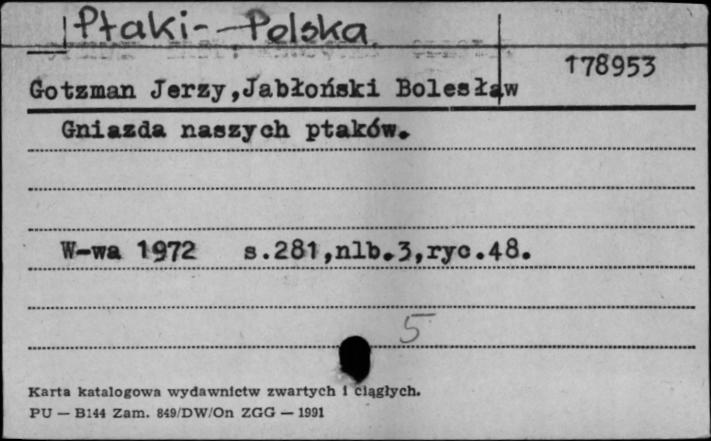 Ptaki - Polska
178953
Gotzman Jerzy,Jabłoński Bolesław
Gniazda naszych ptaków.
W-wa 1972 s.281,nlb.3,ryc.48.
5
Karta katalogowa wydawnictw zwartych i ciągłych.
PU — B144 Zam. 849/DW/On ZGG — 1991